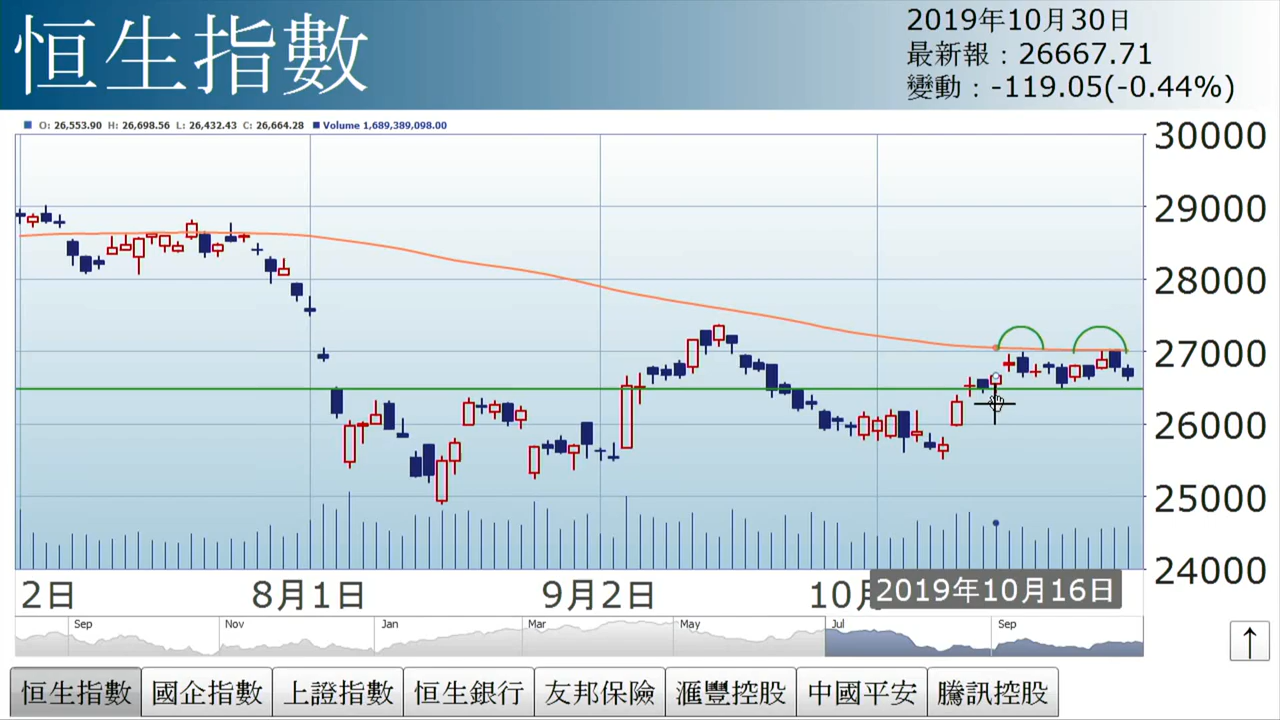 恒生指數
2019年10月30日
最新報：26667.71
變動：-119.05(-0.44%)
O: 26,553.90 H: 26,698.56 L: 26,432.43 C: 26,664.28 Volume 1,689,389,098.00
30000
29000
28000
27000
26000
25000
24000
2日 8月1日 9月2日 10月 2019年10月16日
Sep Nov Jan Mar May Jul Sep
↑
恒生指數 國企指數 上證指數 恒生銀行 友邦保險 滙豐控股 中國平安 騰訊控股